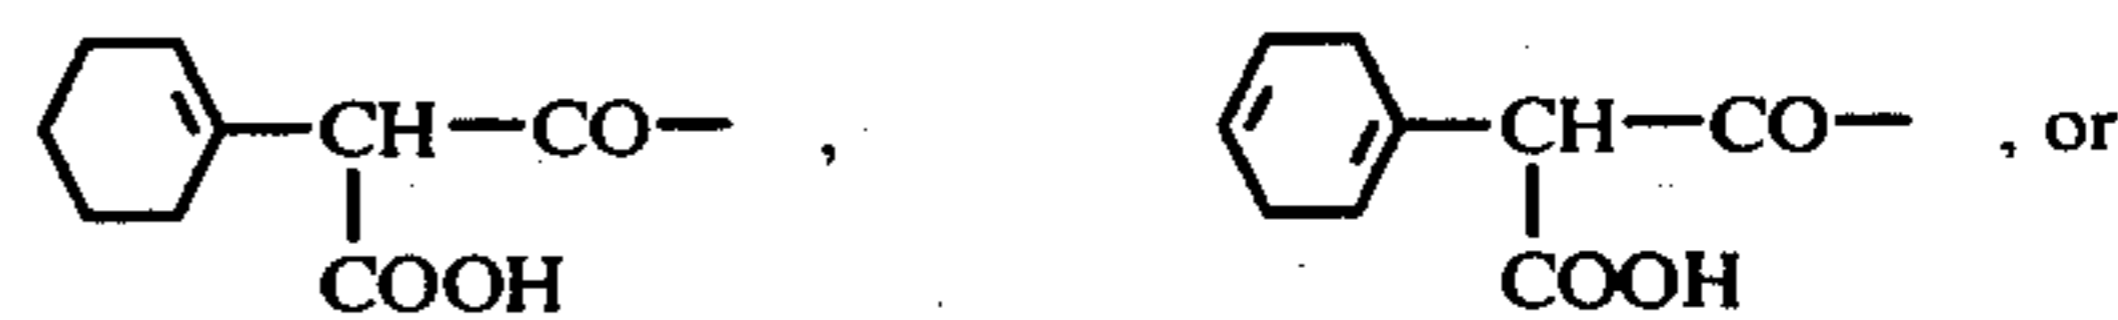 CH—CO— , CH—CO— , or
COOH COOH